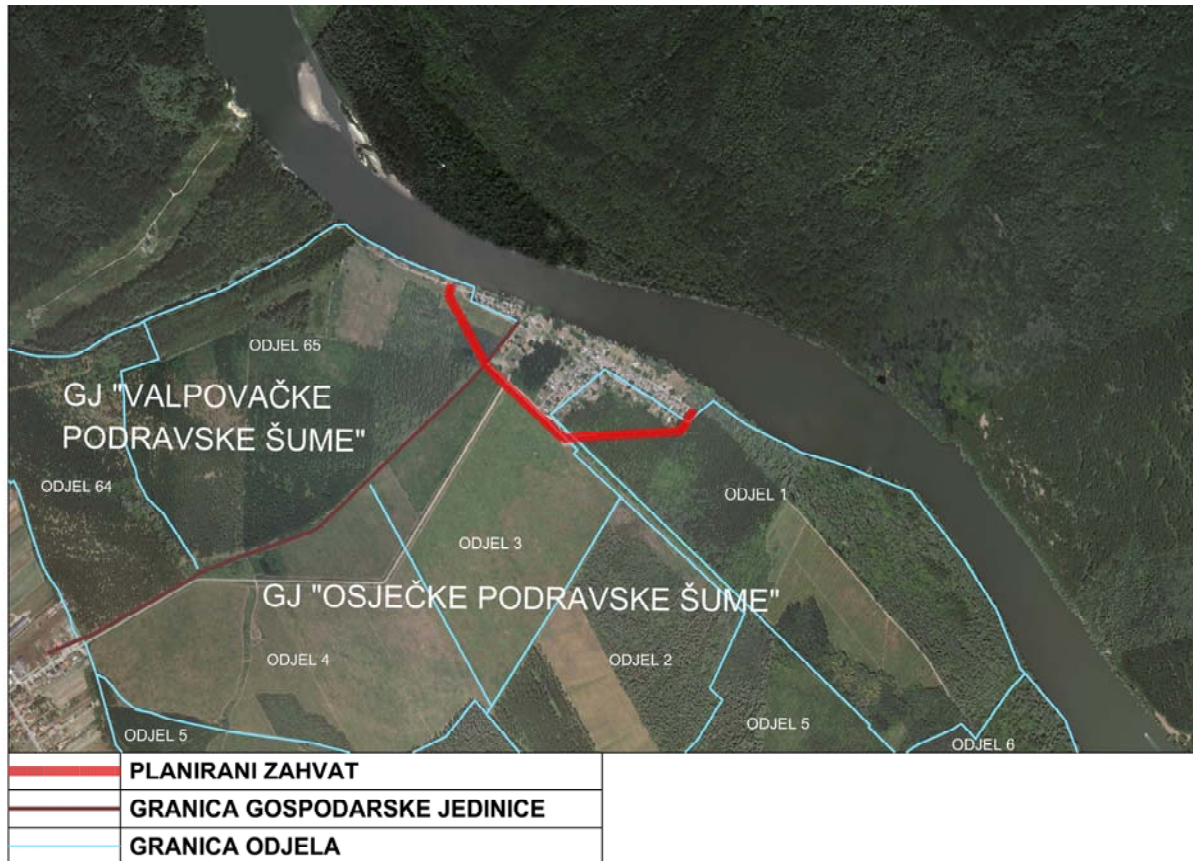 ODJEL 65
GJ "VALPOVAČKE
PODRAVSKE ŠUME"
ODJEL 64
ODJEL 1
ODJEL 3
GJ "OSJEČKE PODRAVSKE ŠUME"
ODJEL 4
ODJEL 2
ODJEL 5
ODJEL 5
ODJEL 6
PLANIRANI ZAHVAT
GRANICA GOSPODARSKE JEDINICE
GRANICA ODJELA